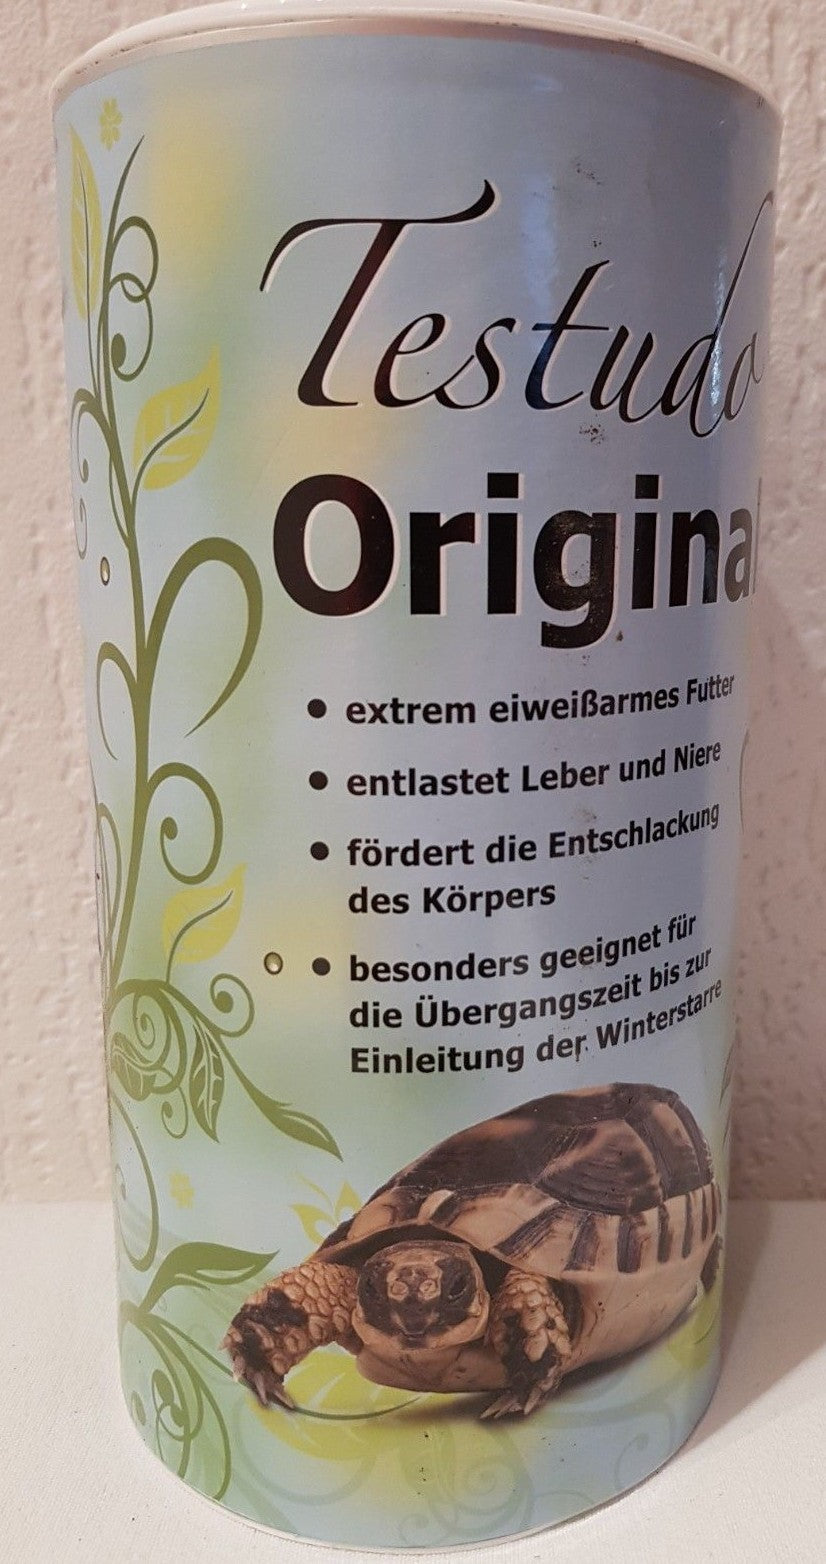 Testudo
Original
• extrem eiweißarmes Futter
• entlastet Leber und Niere
• fördert die Entschlackung
des Körpers
• besonders geeignet für
die Übergangszeit bis zur
Einleitung der Winterstarre